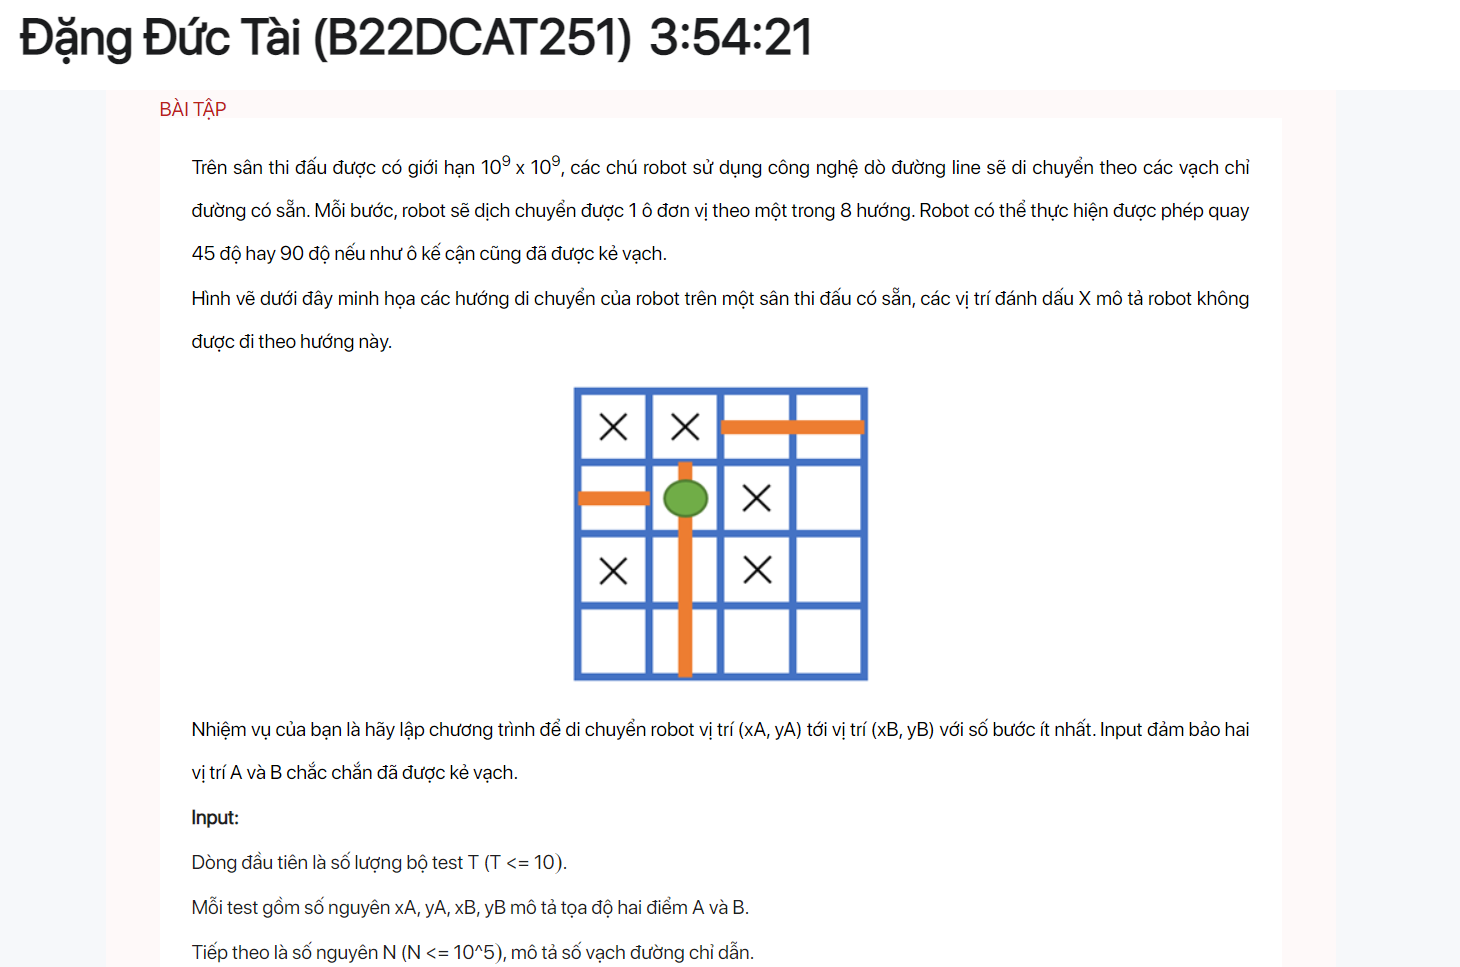 Đặng Đức Tài (B22DCAT251) 3:54:21
BÀI TẬP
Trên sân thi đấu được có giới hạn 10⁹ x 10⁹, các chú robot sử dụng công nghệ dò đường line sẽ di chuyển theo các vạch chỉ
đường có sẵn. Mỗi bước, robot sẽ dịch chuyển được 1 ô đơn vị theo một trong 8 hướng. Robot có thể thực hiện được phép quay
45 độ hay 90 độ nếu như ô kế cận cũng đã được kẻ vạch.
Hình vẽ dưới đây minh họa các hướng di chuyển của robot trên một sân thi đấu có sẵn, các vị trí đánh dấu X mô tả robot không
được đi theo hướng này.
Nhiệm vụ của bạn là hãy lập chương trình để di chuyển robot vị trí (xA, yA) tới vị trí (xB, yB) với số bước ít nhất. Input đảm bảo hai
vị trí A và B chắc chắn đã được kẻ vạch.
Input:
Dòng đầu tiên là số lượng bộ test T (T <= 10).
Mỗi test gồm số nguyên xA, yA, xB, yB mô tả tọa độ hai điểm A và B.
Tiếp theo là số nguyên N (N <= 10^5), mô tả số vạch đường chỉ dẫn.